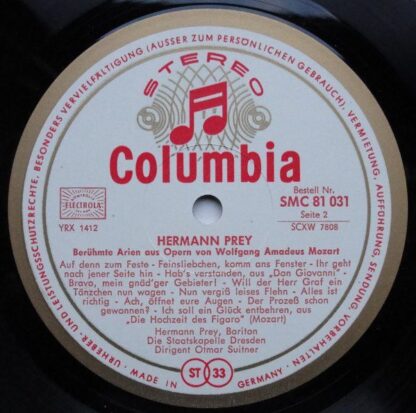 URHEBER- UND LEISTUNGSSCHUTZRECHTE, BESONDERS VERVIELFÄLTIGUNG (AUSSER ZUM PERSÖNLICHEN GEBRAUCH), VERMIETUNG, AUFFÜHRUNG, SENDUNG, VORBEHALTEN
STEREO
Columbia
ELECTROLA
YRX 1412
Bestell Nr.
SMC 81 031
Seite 2
SCXW 7808
HERMANN PREY
Berühmte Arien aus Opern von Wolfgang Amadeus Mozart
Auf denn zum Feste - Feinsliebchen, komm ans Fenster - Ihr geht
nach jener Seite hin - Hab's verstanden, aus „Don Giovanni" -
Bravo, mein gnäd'ger Gebieter! - Will der Herr Graf ein
Tänzchen nun wagen - Nun vergiß leises Flehn - Alles ist
richtig - Ach, öffnet eure Augen - Der Prozeß schon
gewonnen? - Ich soll ein Glück entbehren, aus
„Die Hochzeit des Figaro" (Mozart)
Hermann Prey, Bariton
Die Staatskapelle Dresden
Dirigent Otmar Suitner
MADE IN
ST 33
GERMANY